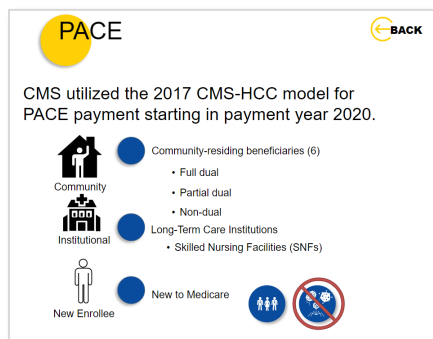 PACE
BACK
CMS utilized the 2017 CMS-HCC model for
PACE payment starting in payment year 2020.
Community
Community-residing beneficiaries (6)
• Full dual
• Partial dual
• Non-dual
Institutional
Long-Term Care Institutions
• Skilled Nursing Facilities (SNFs)
New Enrollee
New to Medicare